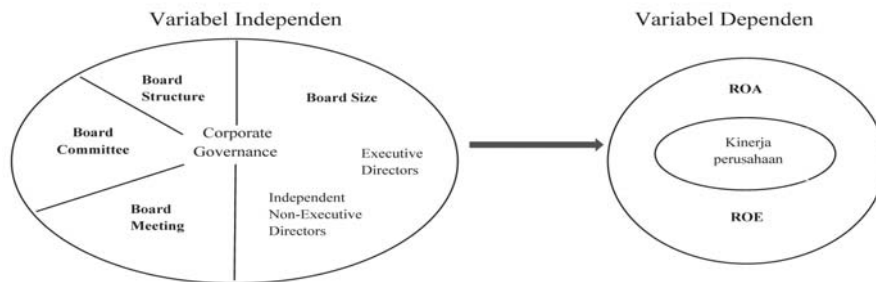 Variabel Independen
Variabel Dependen
Board
Structure
Board Size
Board
Committee
Corporate
Governance
Executive
Directors
Independent
Non-Executive
Directors
Board
Meeting
ROA
Kinerja
perusahaan
ROE